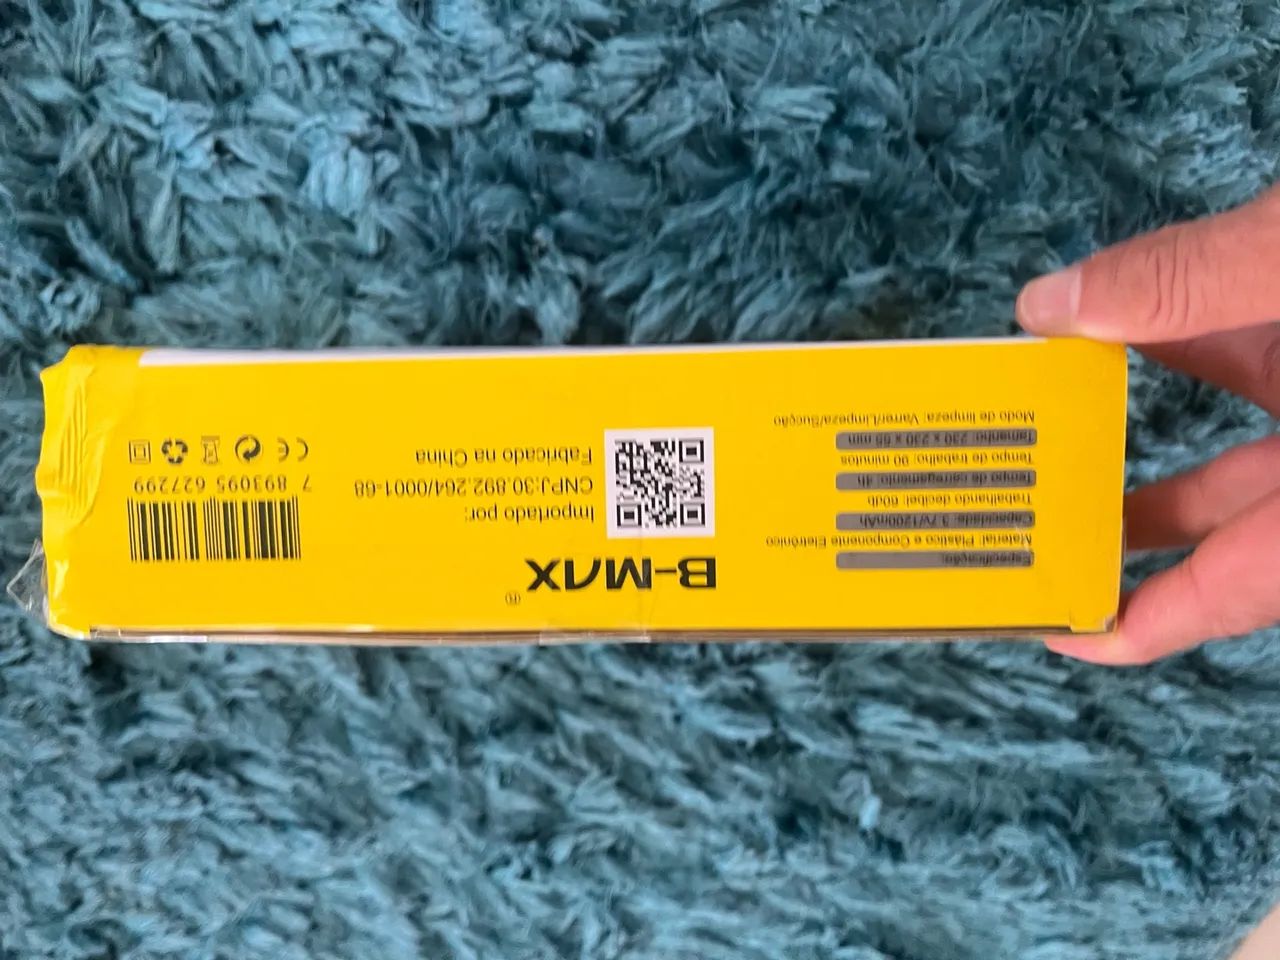 Especificação:
Material: Plástico e Componente Eletrônico
Capacidade: 3.7V/1200mAh
Trabalhando decibel: 60db
Tempo de carregamento: 4h
Tempo de trabalho: 90 minutos
Tamanho: 230 x 230 x 65 mm
Modo de limpeza: Varrer/Limpeza/Sucção
B-MAX®
Importado por:
CNPJ:30.892.264/0001-68
Fabricado na China
7 893095 627299
CE